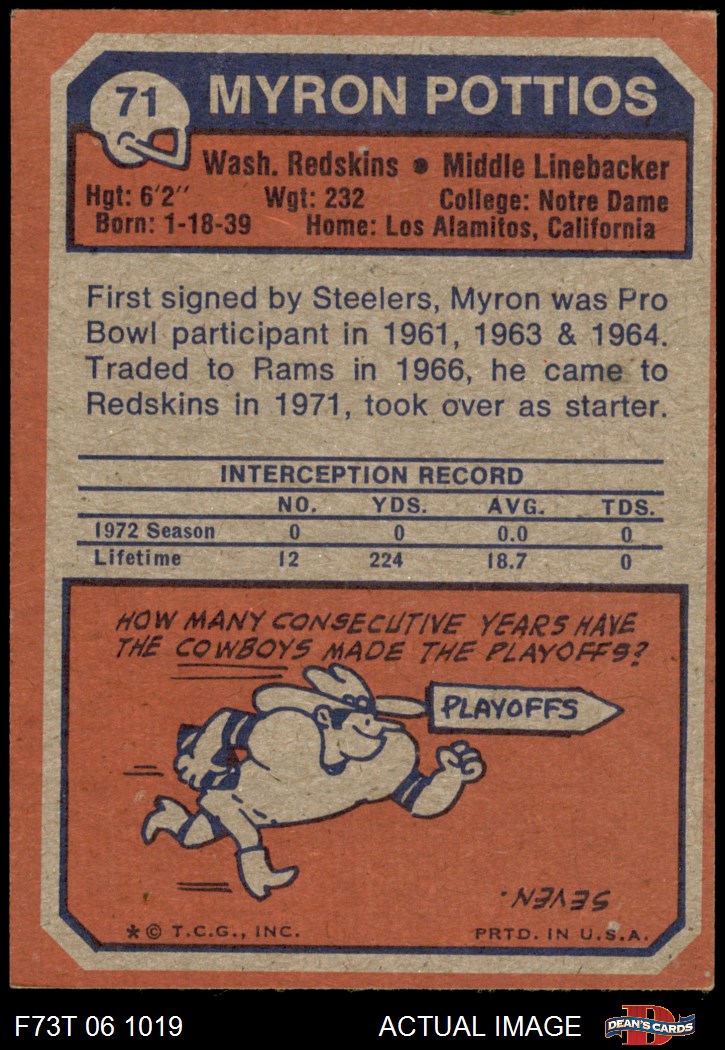 71
MYRON POTTIOS
Wash. Redskins • Middle Linebacker
Hgt: 6'2" Wgt: 232 College: Notre Dame
Born: 1-18-39 Home: Los Alamitos, California
First signed by Steelers, Myron was Pro
Bowl participant in 1961, 1963 & 1964.
Traded to Rams in 1966, he came to
Redskins in 1971, took over as starter.
INTERCEPTION RECORD
NO. YDS. AVG. TDS.
1972 Season 0 0 0.0 0
Lifetime 12 224 18.7 0
HOW MANY CONSECUTIVE YEARS HAVE
THE COWBOYS MADE THE PLAYOFFS?
PLAYOFFS
SEVEN.
* © T.C.G., INC. PRTD. IN U.S.A.
F73T 06 1019 ACTUAL IMAGE
D
DEAN'S CARDS